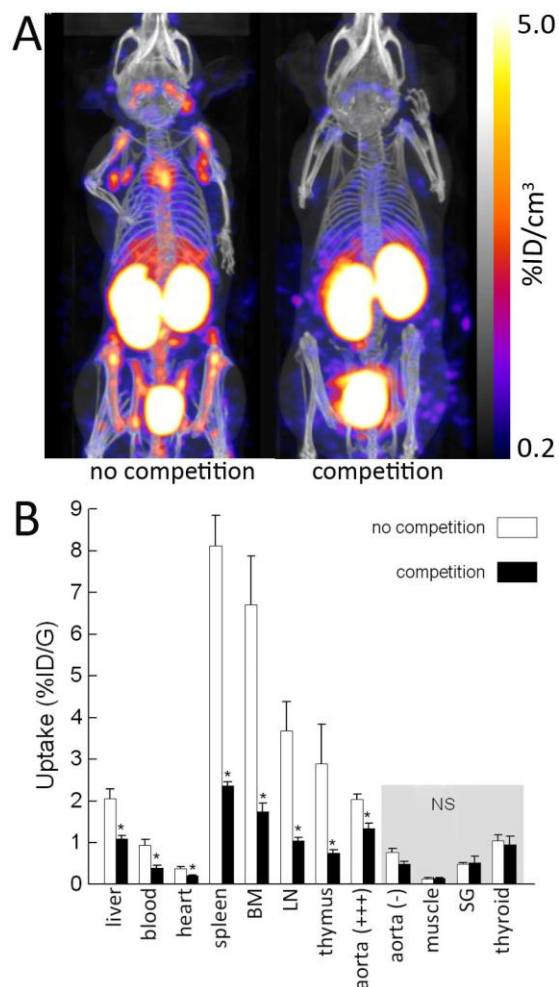 A
5.0
%ID/cm³
0.2
no competition
competition
B
Uptake (%ID/G)
9
8
7
6
5
4
3
2
1
0
no competition
competition
*
*
*
*
*
*
*
*
NS
liver
blood
heart
spleen
BM
LN
thymus
aorta (+++)
aorta (-)
muscle
SG
thyroid